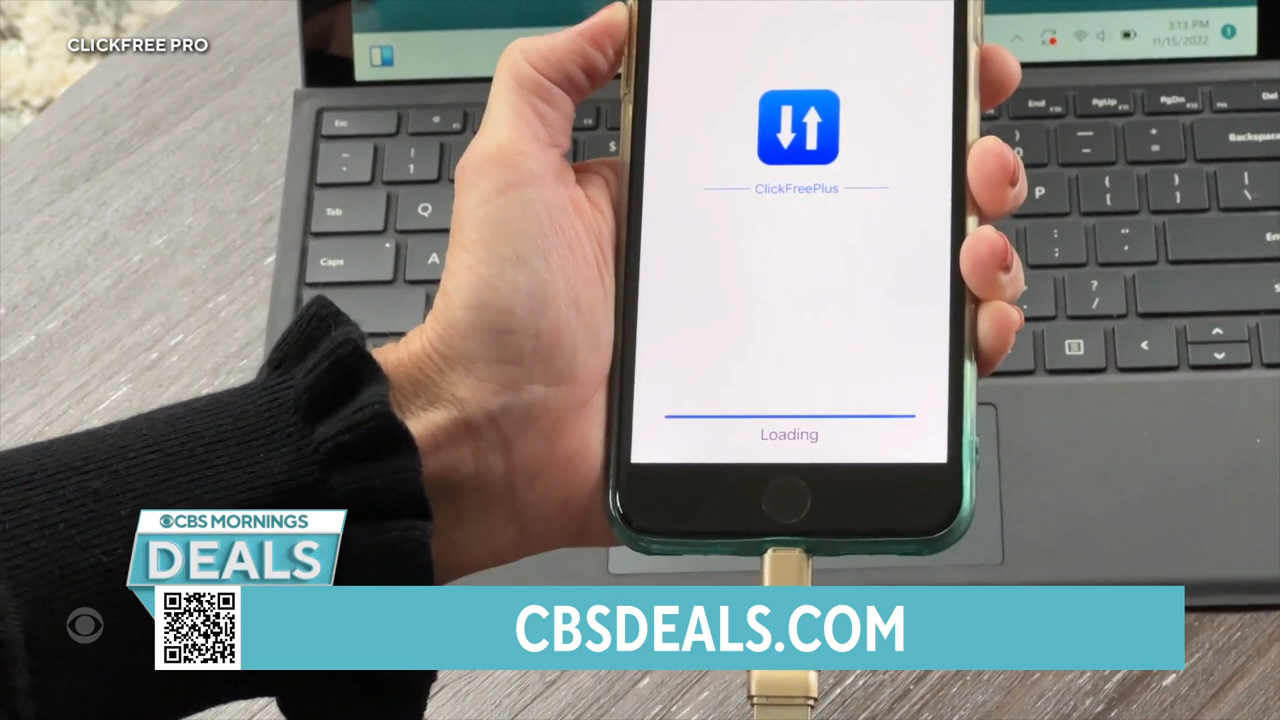 CLICKFREE PRO
3:13 PM
11/15/2022
1
ClickFreePlus
Loading
Esc
End
PgUp
PgDn
Del
Backspace
Tab
Q
P
Caps
A
CBS MORNINGS
DEALS
CBSDEALS.COM